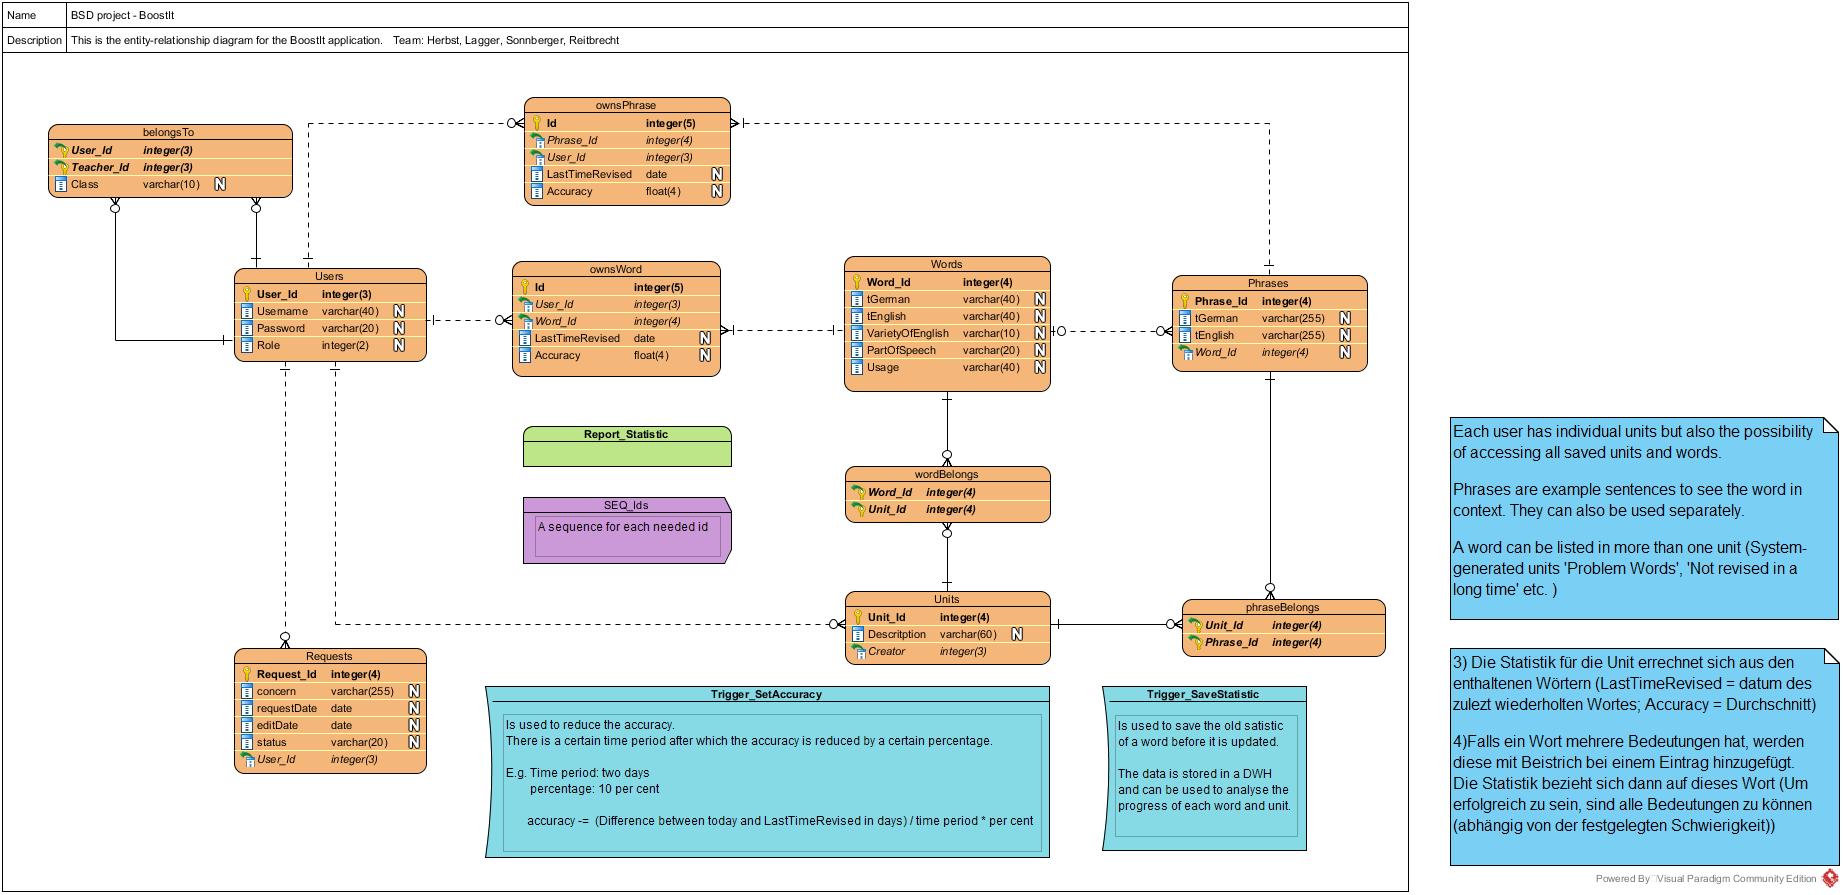 Name BSD project - BoostIt
Description This is the entity-relationship diagram for the BoostIt application. Team: Herbst, Lagger, Sonnberger, Reitbrecht
belongsTo
User_Id integer(3)
Teacher_Id integer(3)
Class varchar(10) N
ownsPhrase
Id integer(5)
Phrase_Id integer(4)
User_Id integer(3)
LastTimeRevised date N
Accuracy float(4) N
Users
User_Id integer(3)
Username varchar(40) N
Password varchar(20) N
Role integer(2) N
ownsWord
Id integer(5)
User_Id integer(3)
Word_Id integer(4)
LastTimeRevised date N
Accuracy float(4) N
Words
Word_Id integer(4)
tGerman varchar(40) N
tEnglish varchar(40) N
VarietyOfEnglish varchar(10) N
PartOfSpeech varchar(20) N
Usage varchar(40) N
Phrases
Phrase_Id integer(4)
tGerman varchar(255) N
tEnglish varchar(255) N
Word_Id integer(4) N
Report_Statistic
SEQ_Ids
A sequence for each needed id
wordBelongs
Word_Id integer(4)
Unit_Id integer(4)
Units
Unit_Id integer(4)
Descritption varchar(60) N
Creator integer(3)
phraseBelongs
Unit_Id integer(4)
Phrase_Id integer(4)
Requests
Request_Id integer(4)
concern varchar(255) N
requestDate date N
editDate date N
status varchar(20) N
User_Id integer(3)
Trigger_SetAccuracy
Is used to reduce the accuracy.
There is a certain time period after which the accuracy is reduced by a certain percentage.
E.g. Time period: two days
percentage: 10 per cent
accuracy -= (Difference between today and LastTimeRevised in days) / time period * per cent
Trigger_SaveStatistic
Is used to save the old satistic
of a word before it is updated.
The data is stored in a DWH
and can be used to analyse the
progress of each word and unit.
Each user has individual units but also the possibility
of accessing all saved units and words.
Phrases are example sentences to see the word in
context. They can also be used separately.
A word can be listed in more than one unit (System-
generated units 'Problem Words', 'Not revised in a
long time' etc. )
3) Die Statistik für die Unit errechnet sich aus den
enthaltenen Wörtern (LastTimeRevised = datum des
zulezt wiederholten Wortes; Accuracy = Durchschnitt)
4)Falls ein Wort mehrere Bedeutungen hat, werden
diese mit Beistrich bei einem Eintrag hinzugefügt.
Die Statistik bezieht sich dann auf dieses Wort (Um
erfolgreich zu sein, sind alle Bedeutungen zu können
(abhängig von der festgelegten Schwierigkeit))
Powered By Visual Paradigm Community Edition